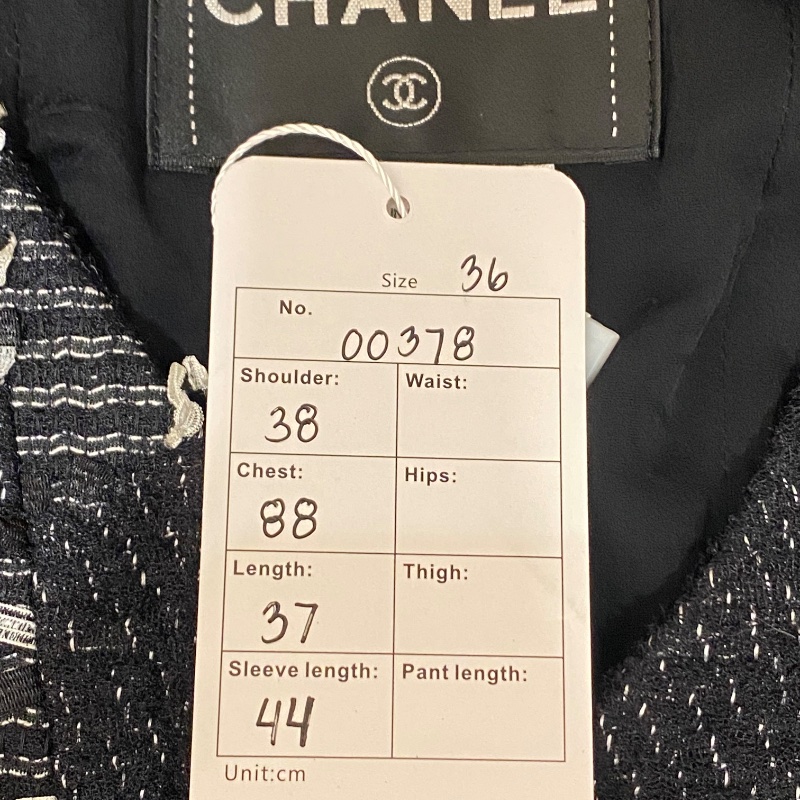 CHANEL
Size 36
No.
00378
Shoulder: Waist:
38
Chest: Hips:
88
Length: Thigh:
37
Sleeve length: Pant length:
44
Unit:cm